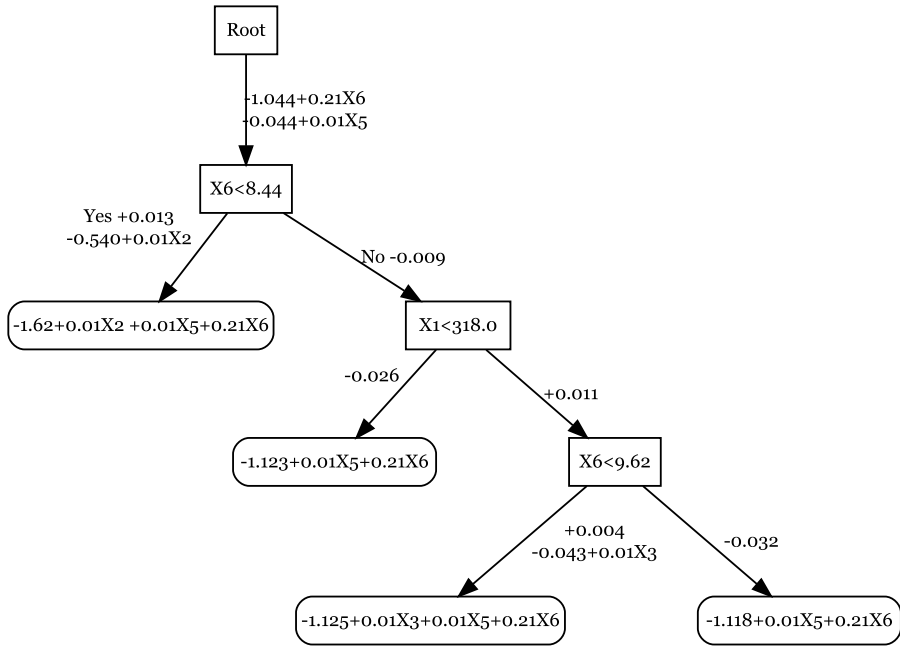 Root
-1.044+0.21X6
-0.044+0.01X5
X6<8.44
Yes +0.013
-0.540+0.01X2
No -0.009
-1.62+0.01X2 +0.01X5+0.21X6
X1<318.0
-0.026
+0.011
-1.123+0.01X5+0.21X6
X6<9.62
+0.004
-0.043+0.01X3
-0.032
-1.125+0.01X3+0.01X5+0.21X6
-1.118+0.01X5+0.21X6